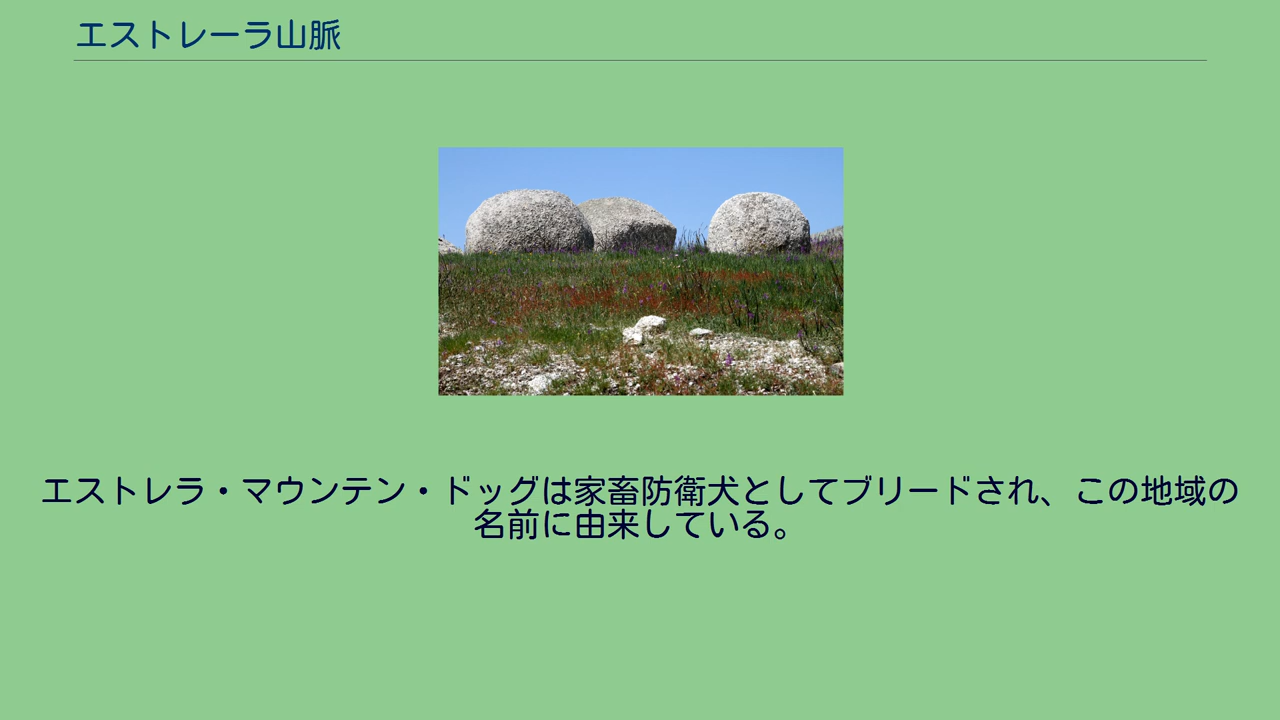 エストレーラ山脈
エストレラ・マウンテン・ドッグは家畜防衛犬としてブリードされ、この地域の
名前に由来している。